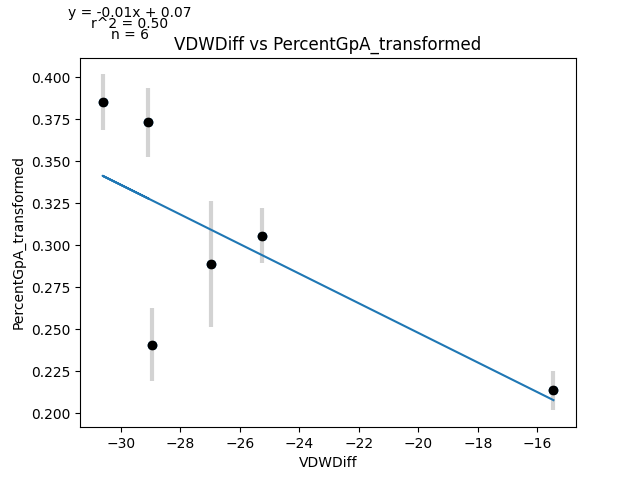 y = -0.01x + 0.07
r^2 = 0.50
n = 6
VDWDiff vs PercentGpA_transformed
0.400
0.375
0.350
0.325
0.300
0.275
0.250
0.225
0.200
PercentGpA_transformed
−30 −28 −26 −24 −22 −20 −18 −16
VDWDiff